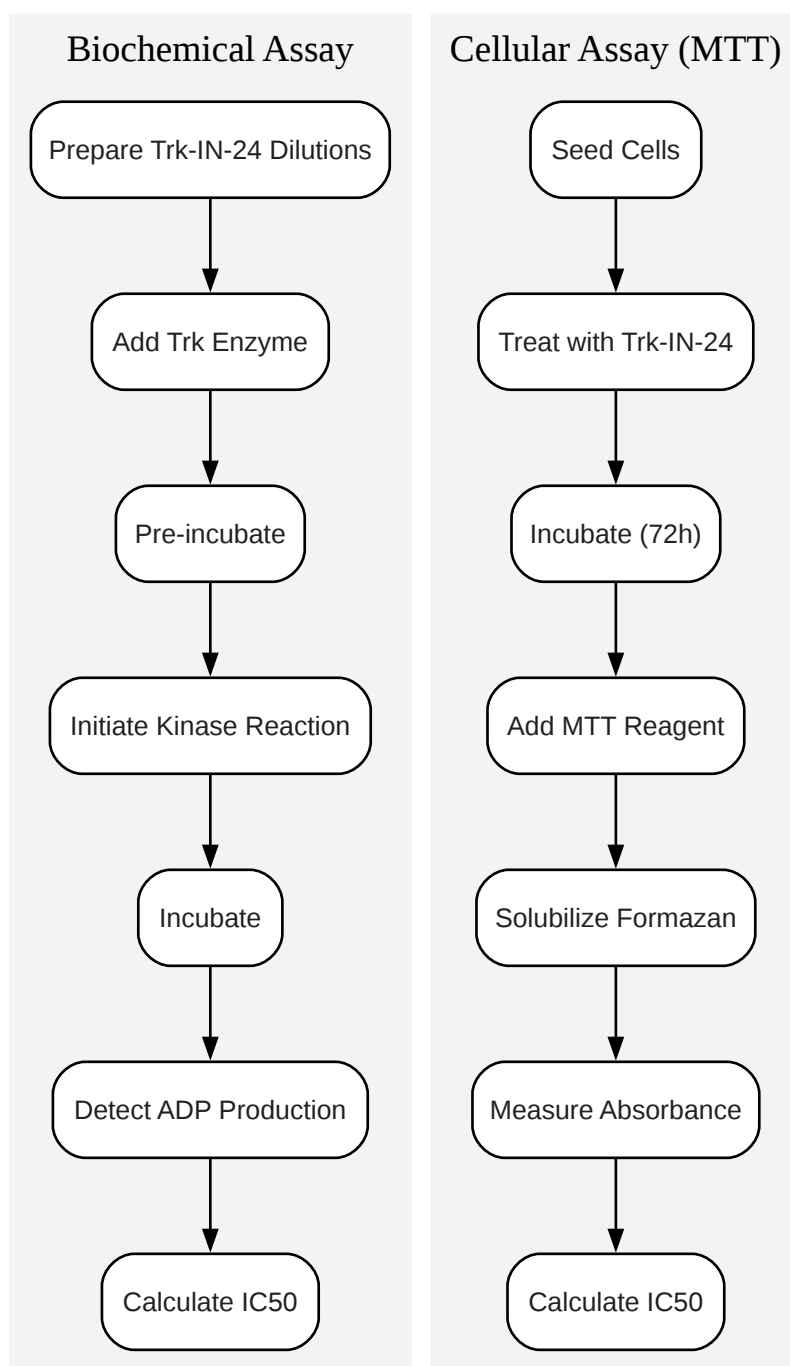 Biochemical Assay
Prepare Trk-IN-24 Dilutions
Add Trk Enzyme
Pre-incubate
Initiate Kinase Reaction
Incubate
Detect ADP Production
Calculate IC50
Cellular Assay (MTT)
Seed Cells
Treat with Trk-IN-24
Incubate (72h)
Add MTT Reagent
Solubilize Formazan
Measure Absorbance
Calculate IC50